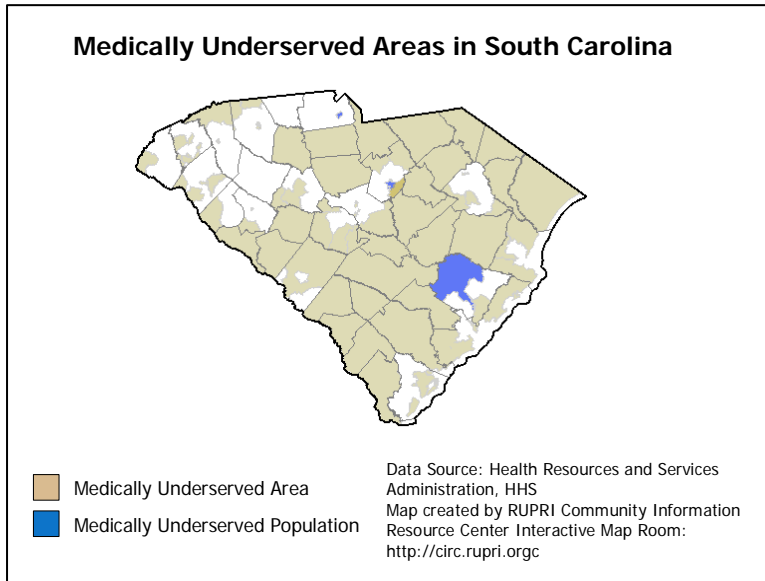 Medically Underserved Areas in South Carolina
Medically Underserved Area
Medically Underserved Population
Data Source: Health Resources and Services
Administration, HHS
Map created by RUPRI Community Information
Resource Center Interactive Map Room:
http://circ.rupri.orgc